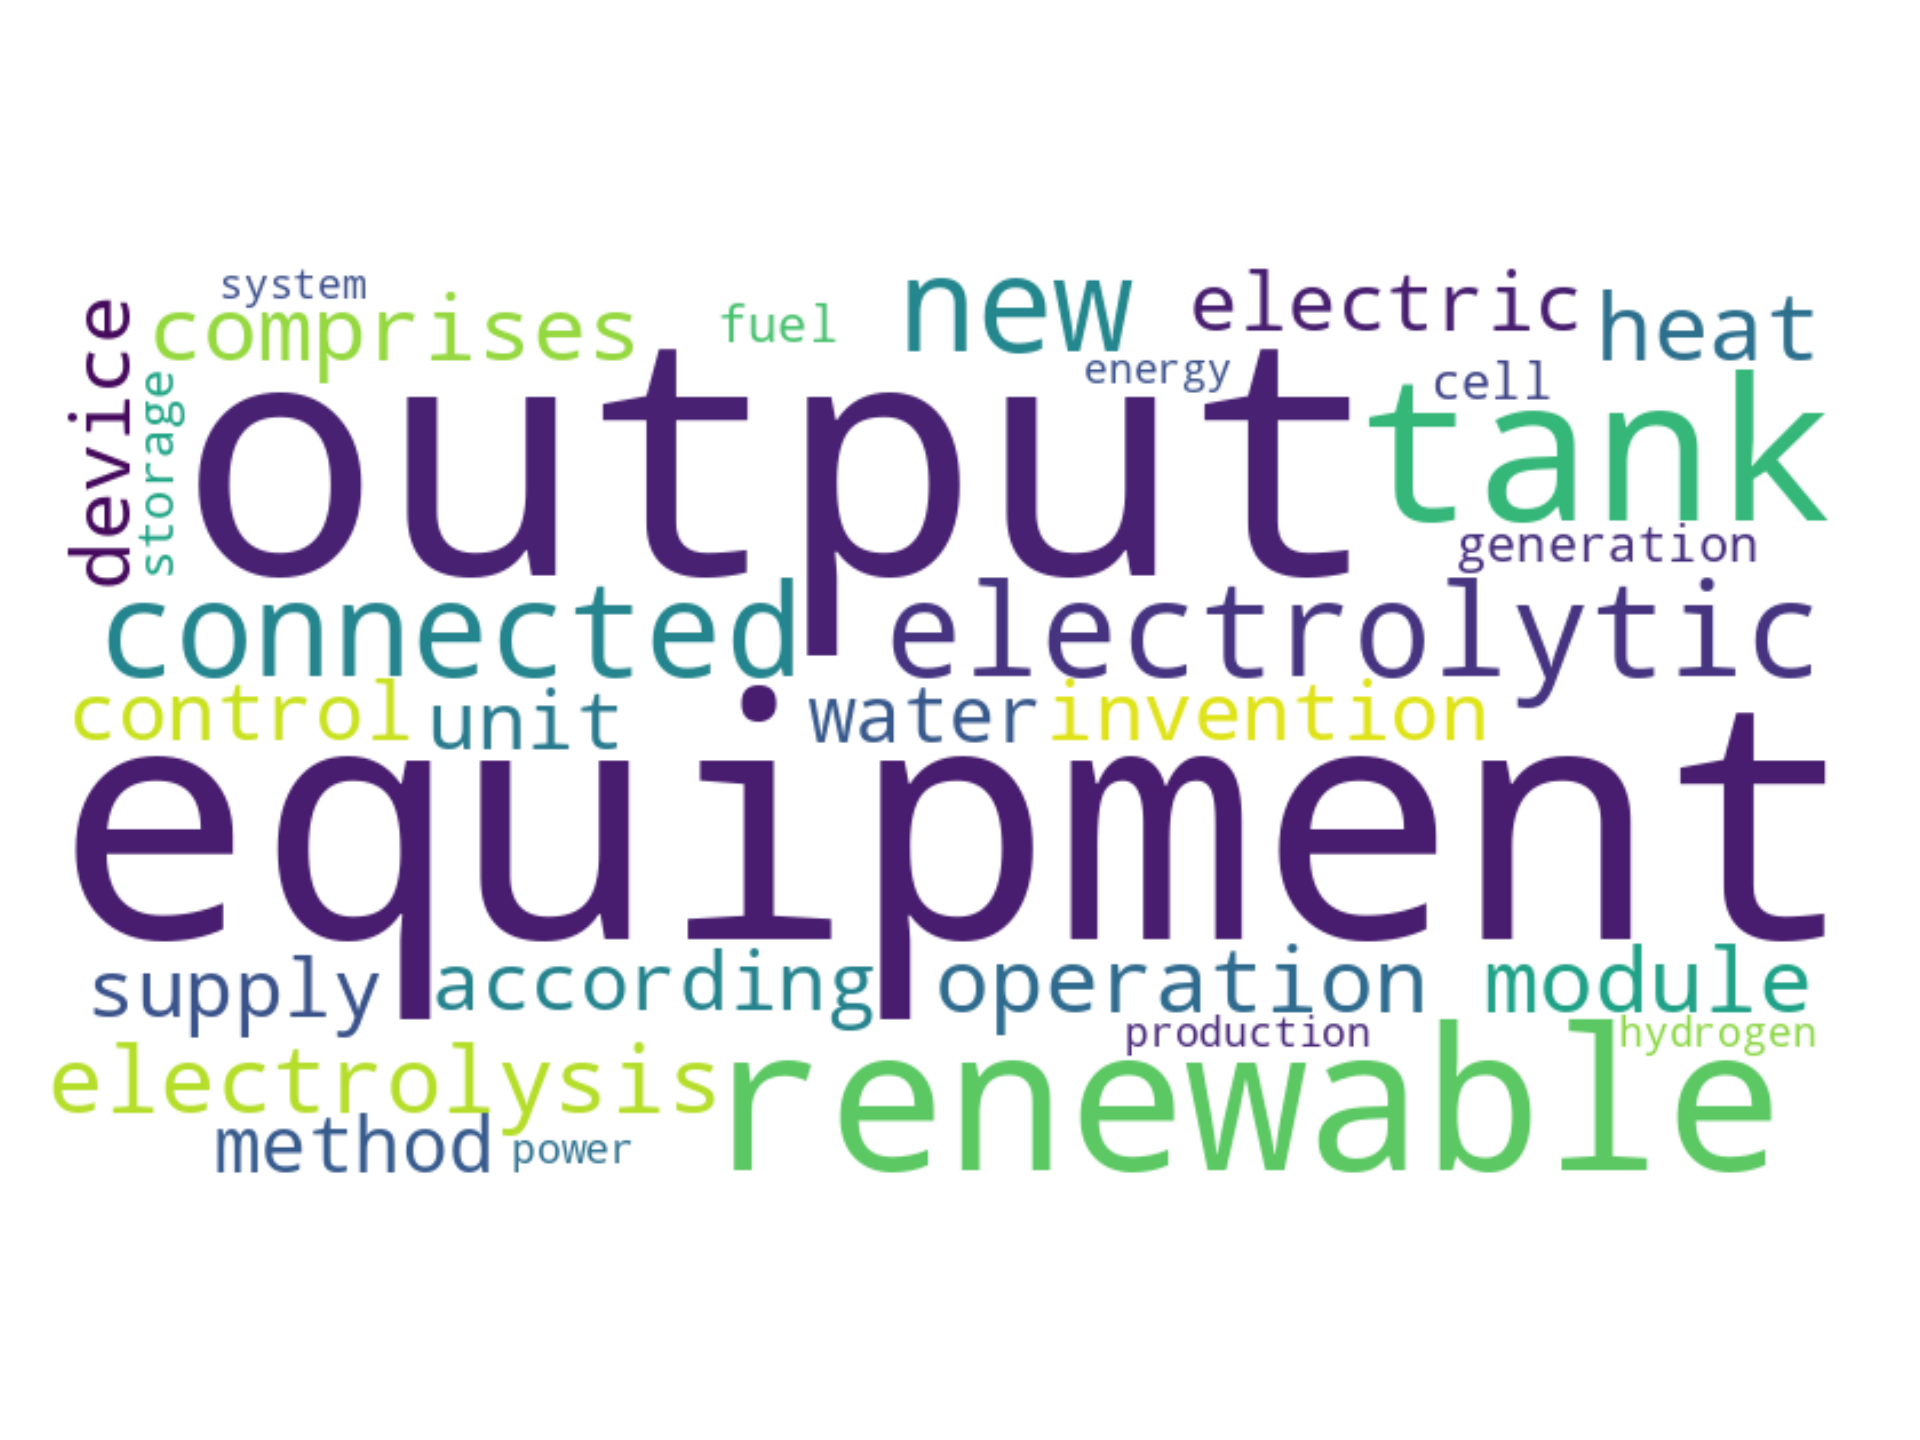 system
comprises
fuel
new
electric
heat
device
storage
energy
cell
output
tank
generation
connected
electrolytic
control
unit
water
invention
equipment
supply
according
operation
module
production
hydrogen
electrolysis
renewable
method
power